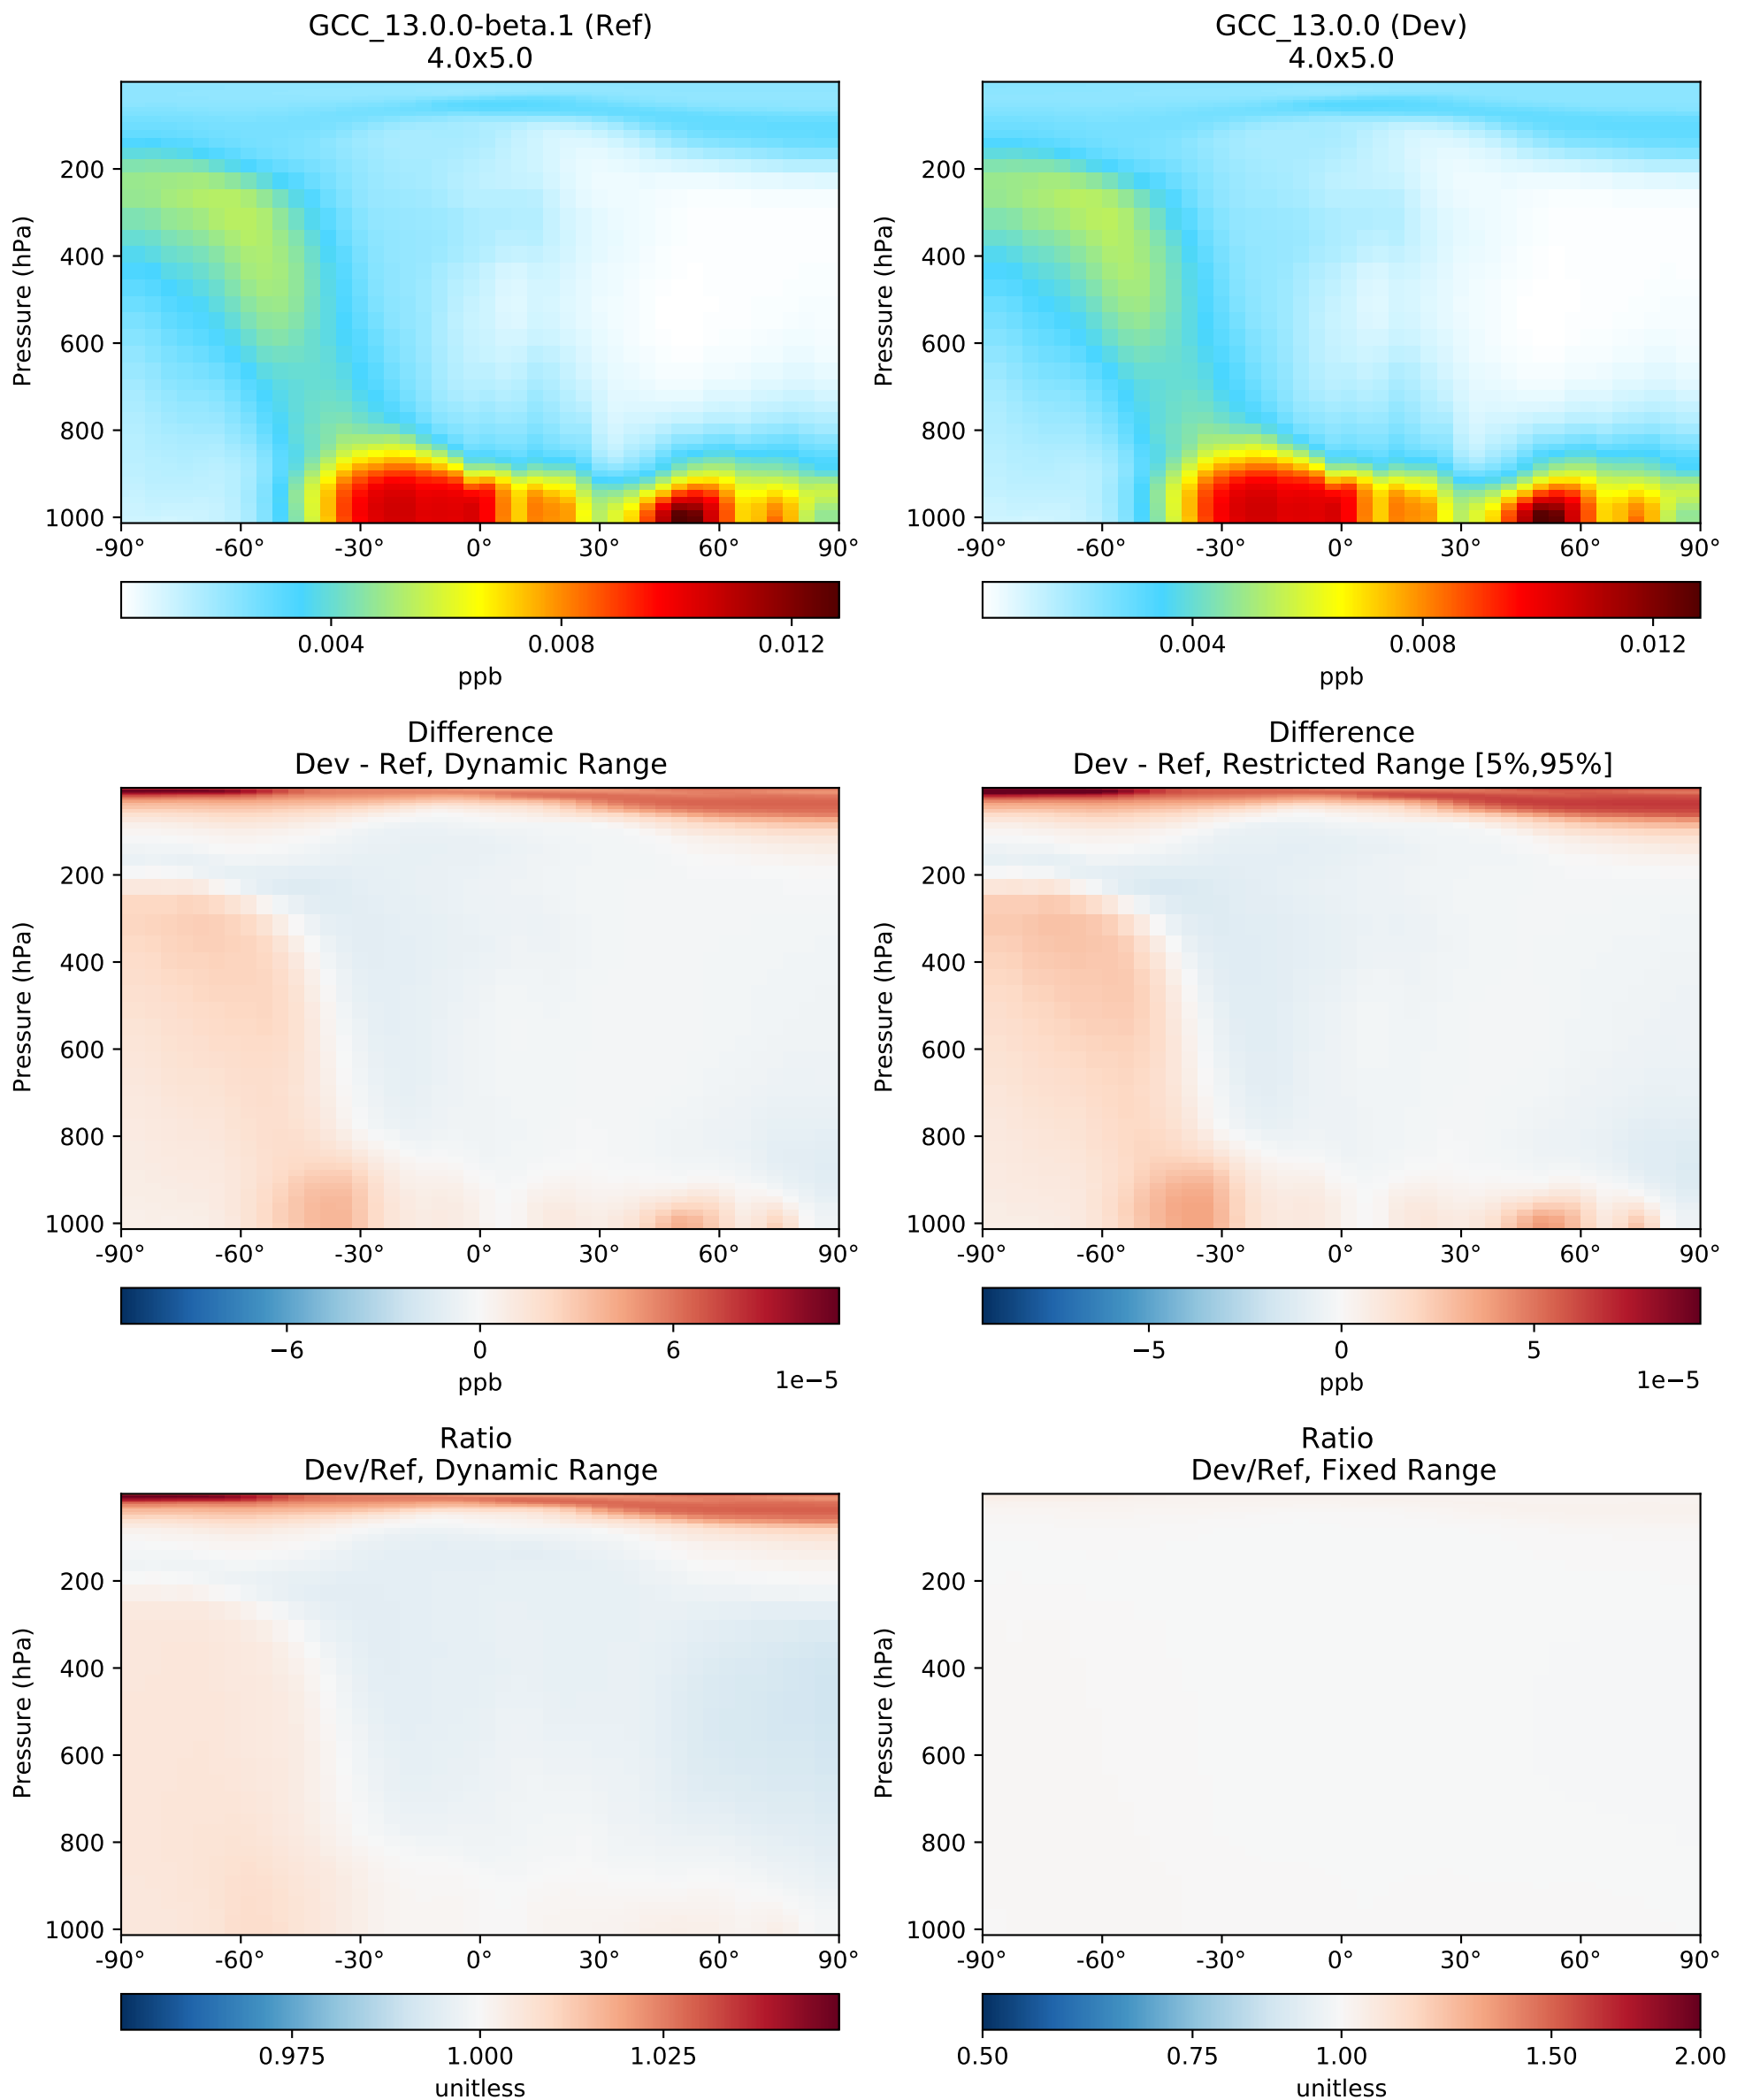 GCC_13.0.0-beta.1 (Ref)
4.0x5.0
Pressure (hPa)
200
400
600
800
1000
-90° -60° -30° 0° 30° 60° 90°
0.004 0.008 0.012
ppb
GCC_13.0.0 (Dev)
4.0x5.0
Pressure (hPa)
200
400
600
800
1000
-90° -60° -30° 0° 30° 60° 90°
0.004 0.008 0.012
ppb
Difference
Dev - Ref, Dynamic Range
Pressure (hPa)
200
400
600
800
1000
-90° -60° -30° 0° 30° 60° 90°
−6 0 6
1e−5
ppb
Difference
Dev - Ref, Restricted Range [5%,95%]
Pressure (hPa)
200
400
600
800
1000
-90° -60° -30° 0° 30° 60° 90°
−5 0 5
1e−5
ppb
Ratio
Dev/Ref, Dynamic Range
Pressure (hPa)
200
400
600
800
1000
-90° -60° -30° 0° 30° 60° 90°
0.975 1.000 1.025
unitless
Ratio
Dev/Ref, Fixed Range
Pressure (hPa)
200
400
600
800
1000
-90° -60° -30° 0° 30° 60° 90°
0.50 0.75 1.00 1.50 2.00
unitless